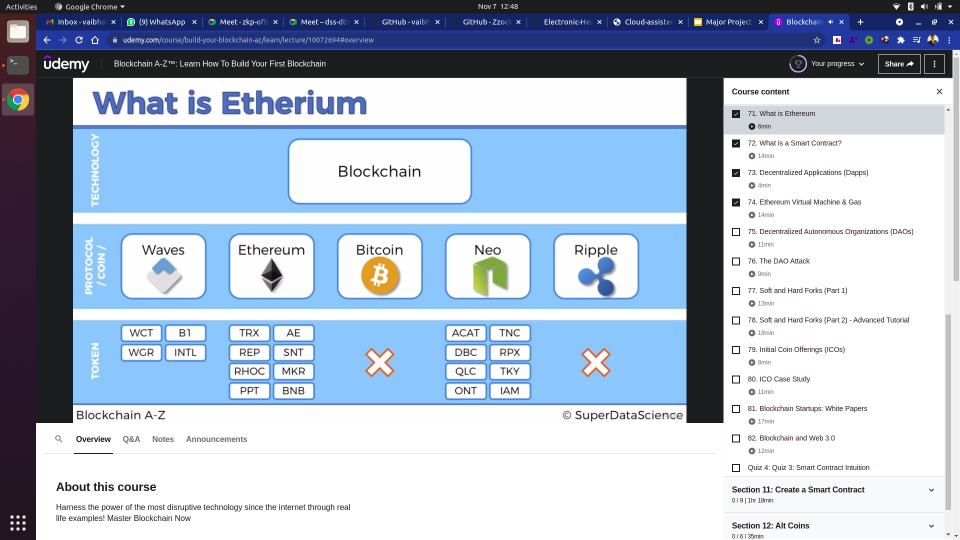 Activities
Google Chrome
Nov 7 12:48
Inbox - vaibha
(9) WhatsApp
Meet - zkp-ofb
Meet – dss-dtr
GitHub - vaibh
GitHub - Zzock
Electronic-Hea
Cloud-assisted
Major Project
Blockchain
udemy.com/course/build-your-blockchain-az/learn/lecture/10072694#overview
udemy
Blockchain A-Z™: Learn How To Build Your First Blockchain
Your progress
Share
What is Etherium
TECHNOLOGY
Blockchain
PROTOCOL / COIN /
Waves
Ethereum
Bitcoin
Neo
Ripple
TOKEN
WCT B1 TRX AE ACAT TNC
WGR INTL REP SNT DBC RPX
RHOC MKR QLC TKY
PPT BNB ONT IAM
Blockchain A-Z
© SuperDataScience
Course content
71. What is Ethereum
6min
72. What is a Smart Contract?
14min
73. Decentralized Applications (Dapps)
4min
74. Ethereum Virtual Machine & Gas
14min
75. Decentralized Autonomous Organizations (DAOs)
11min
76. The DAO Attack
9min
77. Soft and Hard Forks (Part 1)
13min
78. Soft and Hard Forks (Part 2) - Advanced Tutorial
18min
79. Initial Coin Offerings (ICOs)
8min
80. ICO Case Study
11min
81. Blockchain Startups: White Papers
17min
82. Blockchain and Web 3.0
12min
Quiz 4: Quiz 3: Smart Contract Intuition
Section 11: Create a Smart Contract
0 / 9 | 1hr 18min
Section 12: Alt Coins
0 / 6 | 35min
Overview
Q&A
Notes
Announcements
About this course
Harness the power of the most disruptive technology since the internet through real
life examples! Master Blockchain Now